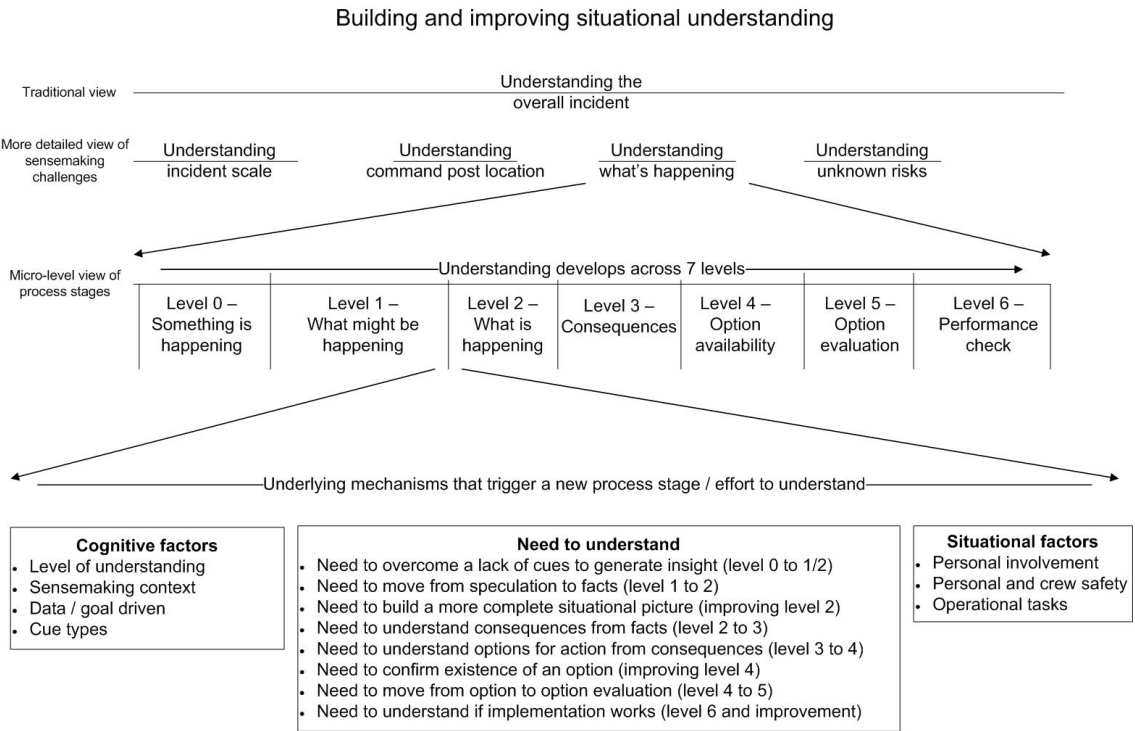 Building and improving situational understanding
Traditional view
Understanding the
overall incident
More detailed view of
sensemaking
challenges
Understanding
incident scale
Understanding
command post location
Understanding
what's happening
Understanding
unknown risks
Micro-level view of
process stages
Understanding develops across 7 levels
Level 0 –
Something is
happening
Level 1 –
What might be
happening
Level 2 –
What is
happening
Level 3 –
Consequences
Level 4 –
Option
availability
Level 5 –
Option
evaluation
Level 6 –
Performance
check
Underlying mechanisms that trigger a new process stage / effort to understand
Cognitive factors
• Level of understanding
• Sensemaking context
• Data / goal driven
• Cue types
Need to understand
• Need to overcome a lack of cues to generate insight (level 0 to 1/2)
• Need to move from speculation to facts (level 1 to 2)
• Need to build a more complete situational picture (improving level 2)
• Need to understand consequences from facts (level 2 to 3)
• Need to understand options for action from consequences (level 3 to 4)
• Need to confirm existence of an option (improving level 4)
• Need to move from option to option evaluation (level 4 to 5)
• Need to understand if implementation works (level 6 and improvement)
Situational factors
• Personal involvement
• Personal and crew safety
• Operational tasks